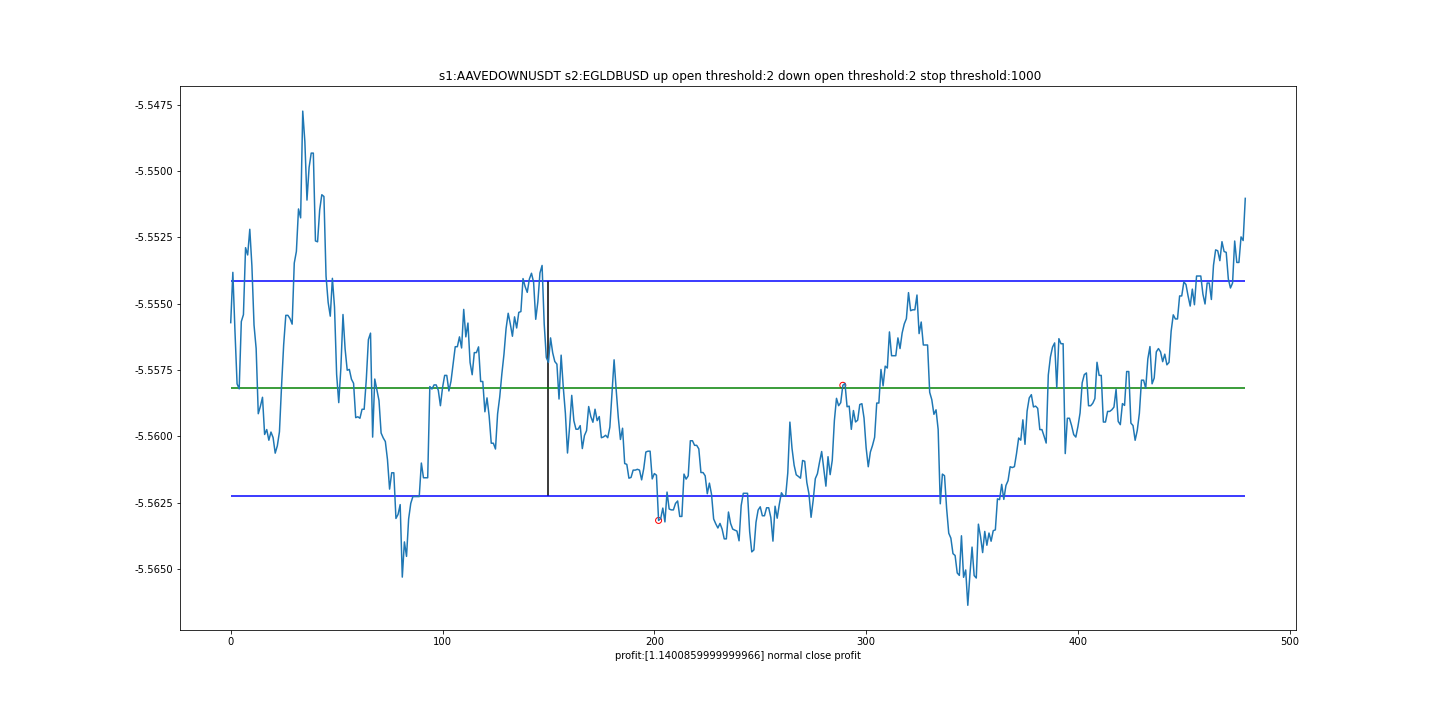 s1:AAVEDOWNUSDT s2:EGLDBUSD up open threshold:2 down open threshold:2 stop threshold:1000
-5.5475
-5.5500
-5.5525
-5.5550
-5.5575
-5.5600
-5.5625
-5.5650
0 100 200 300 400 500
profit:[1.1400859999999966] normal close profit